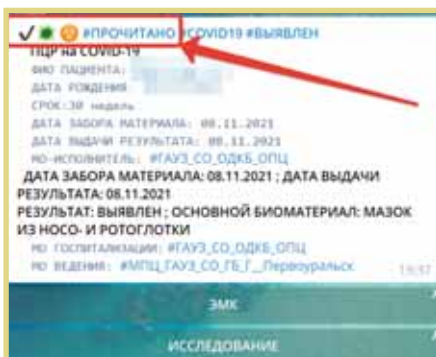 #ПРОЧИТАНО #COVID19 #ВЫЯВЛЕН
ПЦР на COVID-19
ФИО ПАЦИЕНТА:
ДАТА РОЖДЕНИЯ
СРОК: 30 недель
ДАТА ЗАБОРА МАТЕРИАЛА: 08.11.2021
ДАТА ВЫДАЧИ РЕЗУЛЬТАТА: 08.11.2021
МО-ИСПОЛНИТЕЛЬ: #ГАУЗ_СО_ОДКБ_ОПЦ
ДАТА ЗАБОРА МАТЕРИАЛА: 08.11.2021 ; ДАТА ВЫДАЧИ
РЕЗУЛЬТАТА: 08.11.2021
РЕЗУЛЬТАТ: ВЫЯВЛЕН ; ОСНОВНОЙ БИОМАТЕРИАЛ: МАЗОК
ИЗ НОСО- И РОТОГЛОТКИ
МО ГОСПИТАЛИЗАЦИИ: #ГАУЗ_СО_ОДКБ_ОПЦ
МО ВЕДЕНИЯ: #МПЦ_ГАУЗ_СО_ГБ_Г__Первоуральск
19:37
ЭМК
ИССЛЕДОВАНИЕ